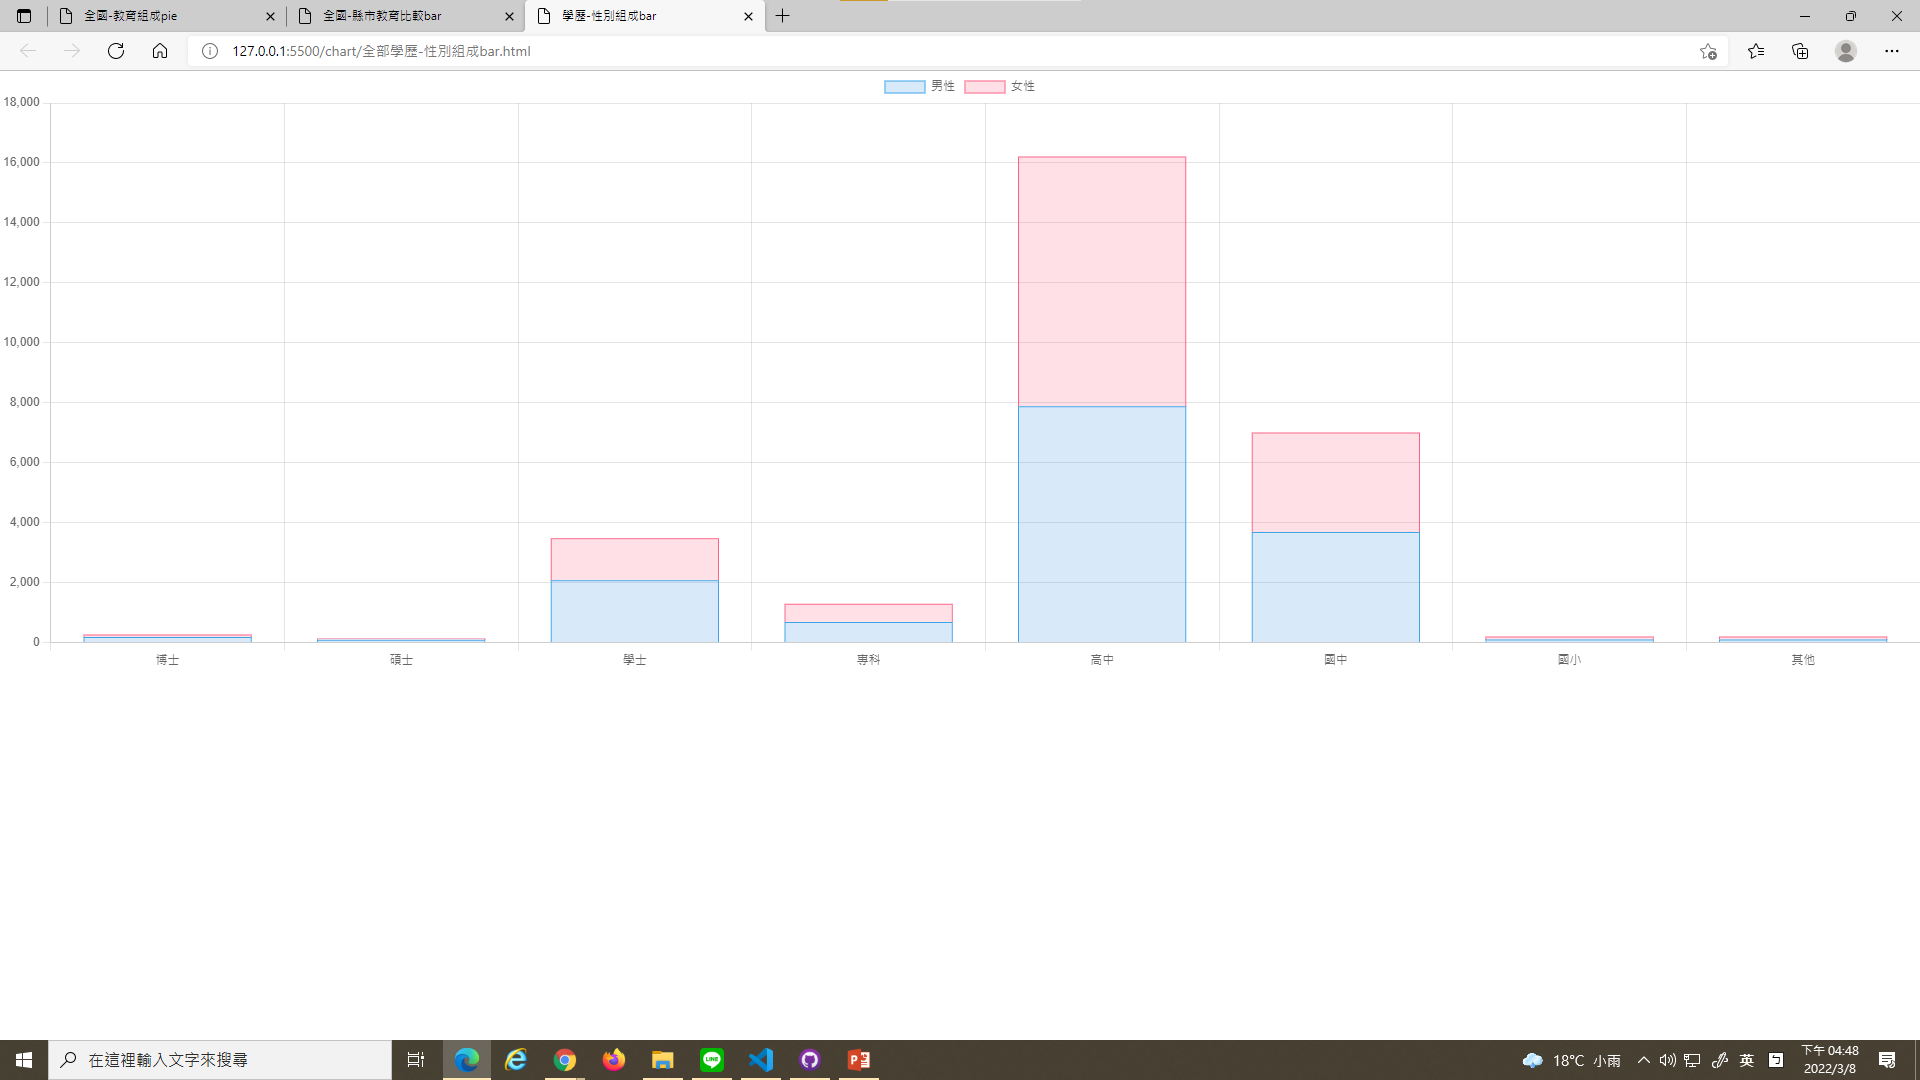 全國-教育組成pie
全國-縣市教育比較bar
學歷-性別組成bar
127.0.0.1:5500/chart/全部學歷-性別組成bar.html
男性 女性
18,000
16,000
14,000
12,000
10,000
8,000
6,000
4,000
2,000
0
博士 碩士 學士 專科 高中 國中 國小 其他
在這裡輸入文字來搜尋
LINE
18°C 小雨
英
下午 04:48
2022/3/8